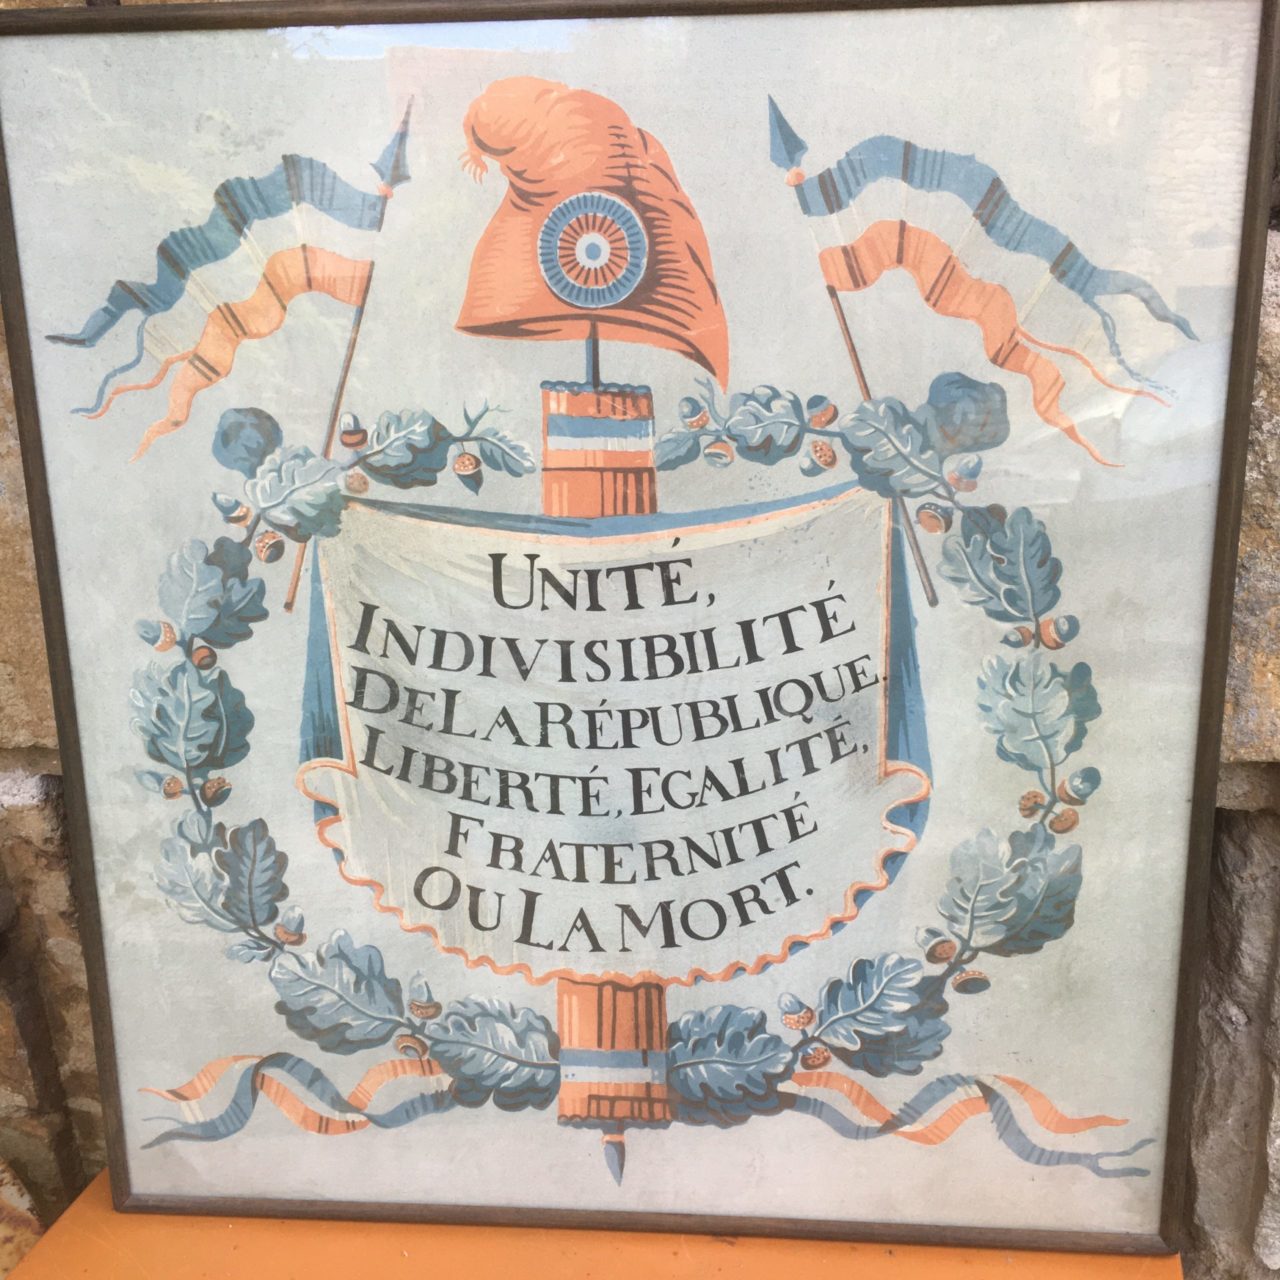 UNITÉ,
INDIVISIBILITÉ
DE LA RÉPUBLIQUE.
LIBERTÉ, EGALITÉ,
FRATERNITÉ
OU LA MORT.